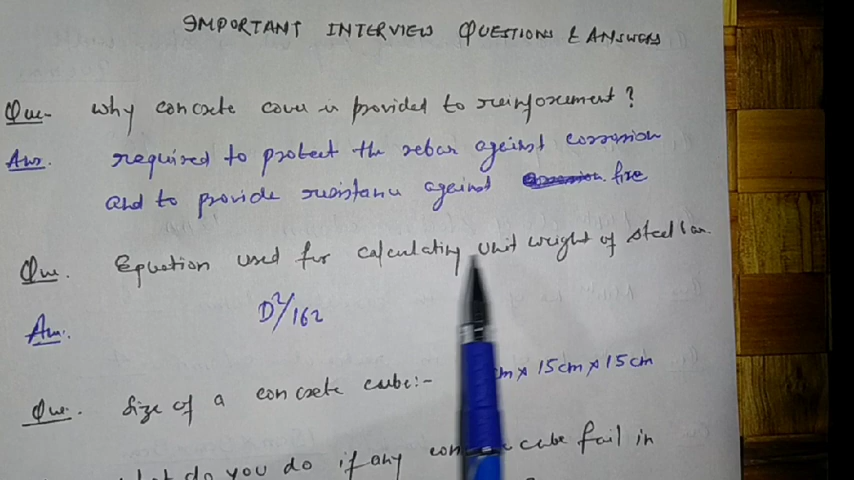 IMPORTANT INTERVIEW QUESTIONS & ANSWERS
Que- why concrete cover is provided to reinforcement?
Ans. required to protect the rebar against corrosion
and to provide resistance against fire
Que. Equation used for calculating unit weight of steel bar.
Ans. D²/162
Que. Size of a concrete cube:- cm x 15cm x 15cm
do you do if any cube fail in